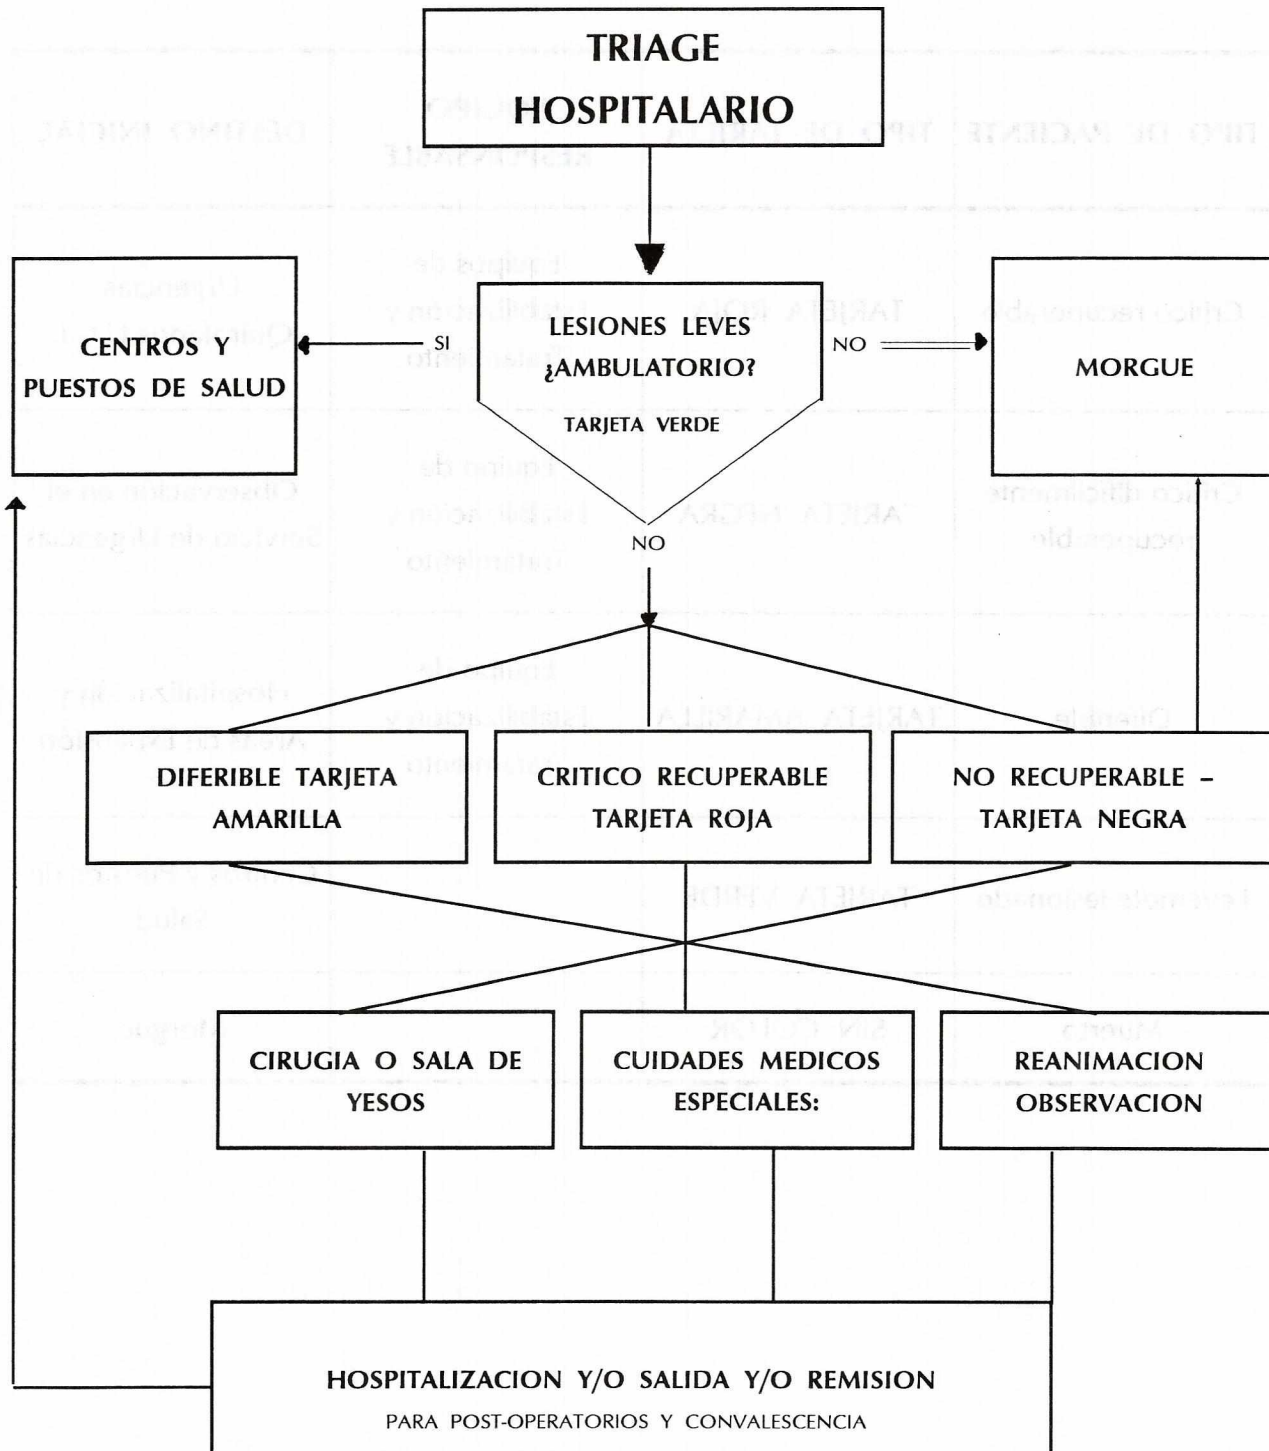 TRIAGE
HOSPITALARIO
CENTROS Y
PUESTOS DE SALUD
SI
LESIONES LEVES
¿AMBULATORIO?
TARJETA VERDE
NO
MORGUE
NO
DIFERIBLE TARJETA
AMARILLA
CRITICO RECUPERABLE
TARJETA ROJA
NO RECUPERABLE –
TARJETA NEGRA
CIRUGIA O SALA DE
YESOS
CUIDADES MEDICOS
ESPECIALES:
REANIMACION
OBSERVACION
HOSPITALIZACION Y/O SALIDA Y/O REMISION
PARA POST-OPERATORIOS Y CONVALESCENCIA